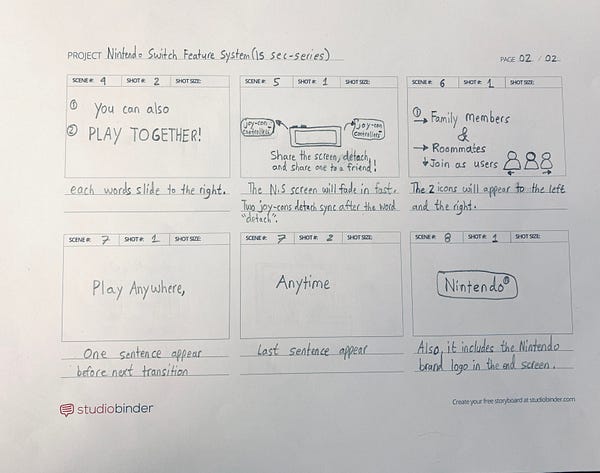 PROJECT Nintendo Switch Feature System (15 sec-series)
PAGE 02 / 02
SCENE #: 4 SHOT #: 2 SHOT SIZE:
① You can also
② PLAY TOGETHER!
each words slide to the right.
SCENE #: 5 SHOT #: 1 SHOT SIZE:
joy-con controllers
joy-con controllers
Share the screen, detach,
and share one to a friend!
The N.S screen will fade in fast.
Two joy-cons detach sync after the word
"detach".
SCENE #: 6 SHOT #: 1 SHOT SIZE:
① → Family members
&
→ Roommates
Join as users
The 2 icons will appear to the left
and the right.
SCENE #: 7 SHOT #: 1 SHOT SIZE:
Play Anywhere,
One sentence appear
before next transition
SCENE #: 7 SHOT #: 2 SHOT SIZE:
Anytime
Last sentence appear
SCENE #: 8 SHOT #: 1 SHOT SIZE:
Nintendo®
Also, it includes the Nintendo
brand logo in the end screen.
studiobinder
Create your free storyboard at studiobinder.com